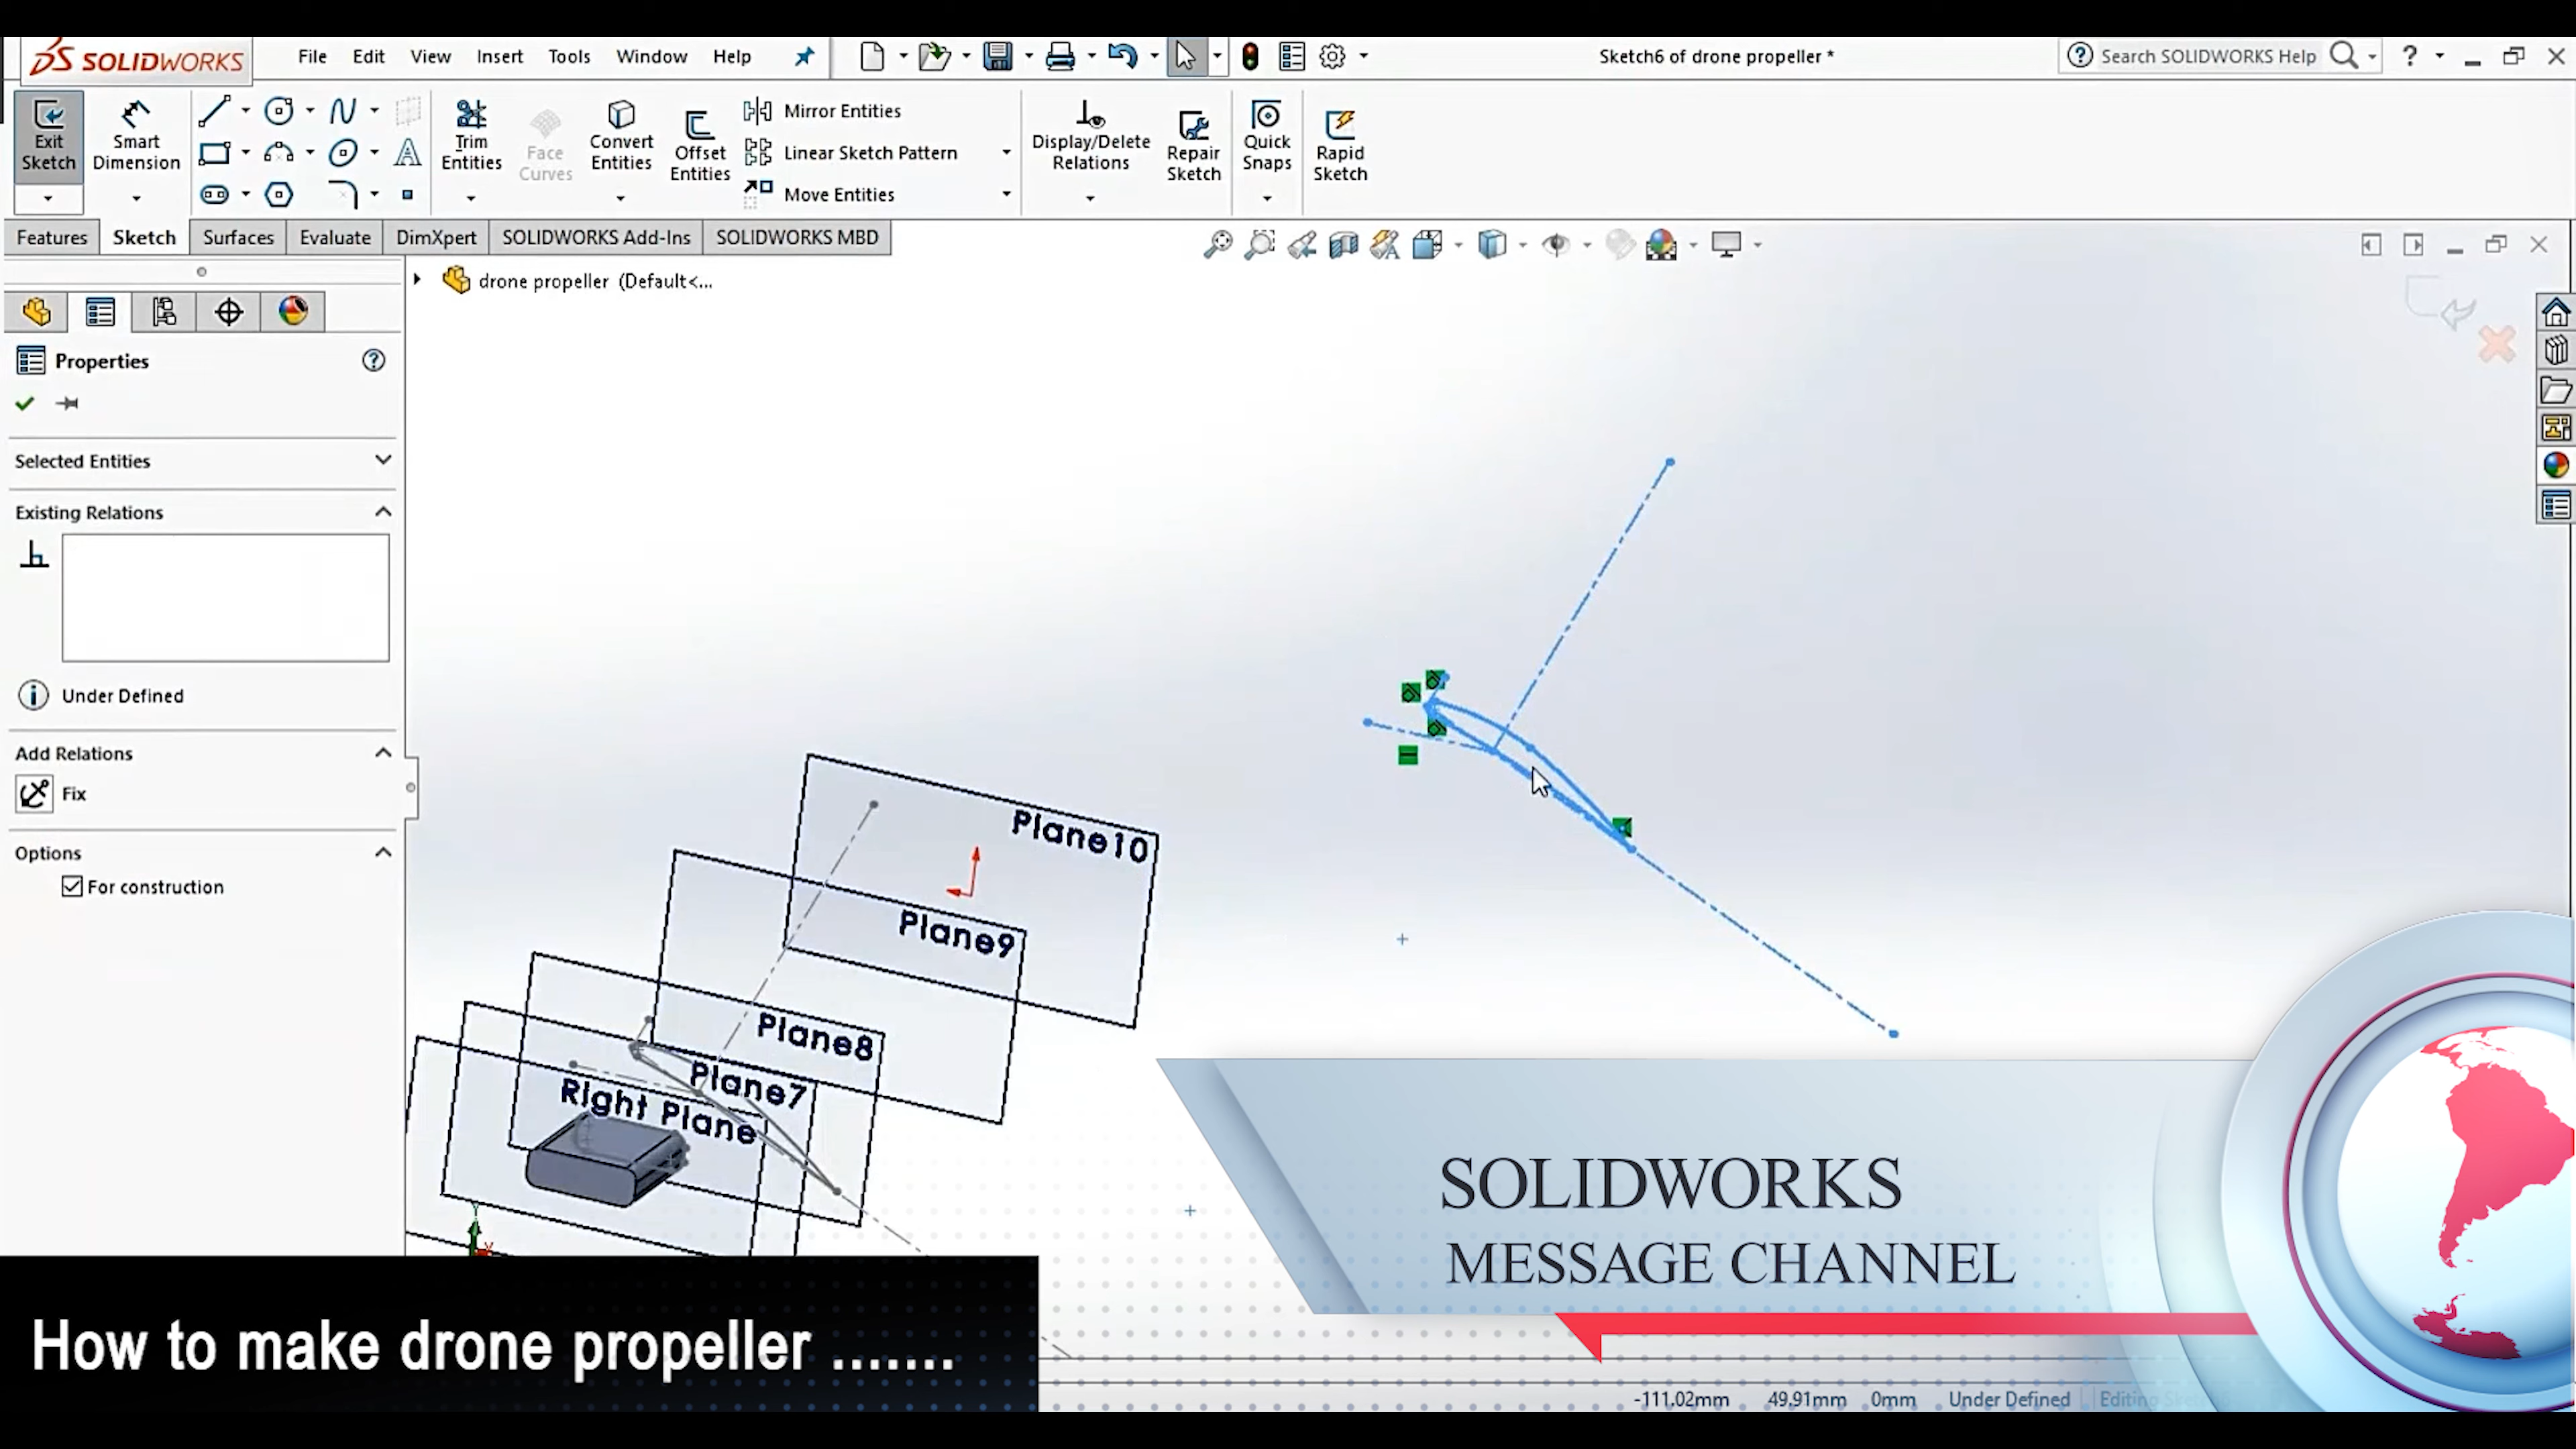 SOLIDWORKS
File Edit View Insert Tools Window Help
Sketch6 of drone propeller *
Search SOLIDWORKS Help
Exit Sketch
Smart Dimension
Trim Entities
Face Curves
Convert Entities
Offset Entities
Mirror Entities
Linear Sketch Pattern
Move Entities
Display/Delete Relations
Repair Sketch
Quick Snaps
Rapid Sketch
Features Sketch Surfaces Evaluate DimXpert SOLIDWORKS Add-Ins SOLIDWORKS MBD
drone propeller (Default<...
Properties
Selected Entities
Existing Relations
Under Defined
Add Relations
Fix
Options
For construction
Plane10
Plane9
Plane8
Plane7
Right Plane
SOLIDWORKS
MESSAGE CHANNEL
How to make drone propeller .......
-111.02mm 49.91mm 0mm Under Defined Editing